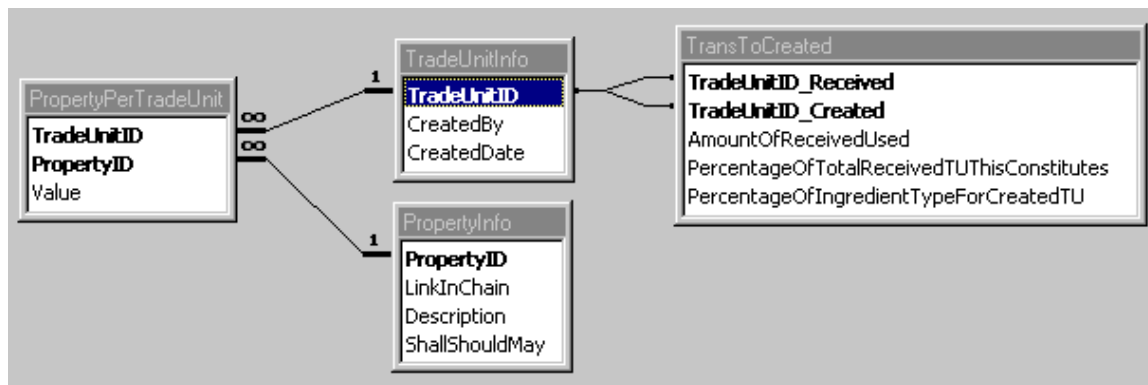 PropertyPerTradeUnit
TradeUnitID
PropertyID
Value
∞
∞
1
1
TradeUnitInfo
TradeUnitID
CreatedBy
CreatedDate
PropertyInfo
PropertyID
LinkInChain
Description
ShallShouldMay
TransToCreated
TradeUnitID_Received
TradeUnitID_Created
AmountOfReceivedUsed
PercentageOfTotalReceivedTUThisConstitutes
PercentageOfIngredientTypeForCreatedTU